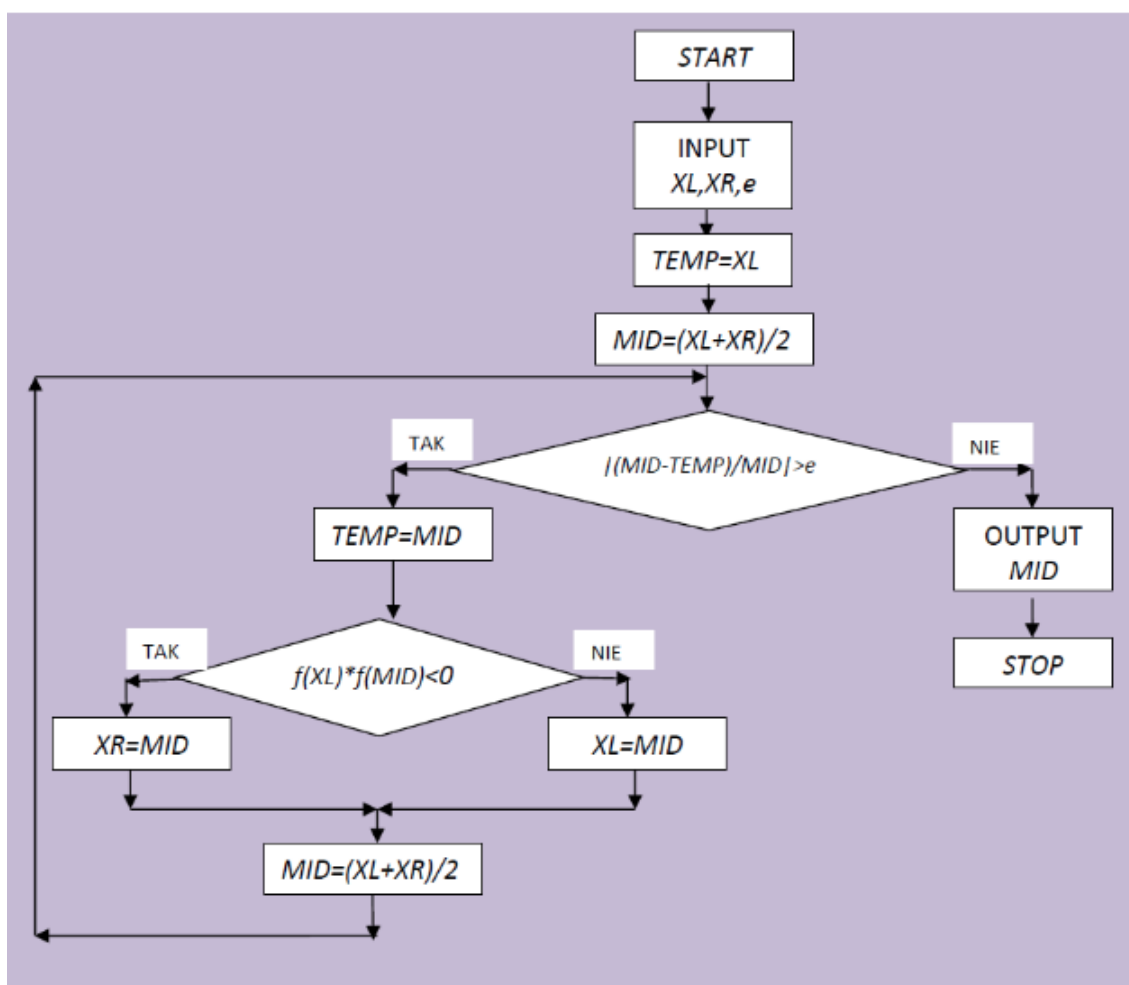 START
INPUT
XL,XR,e
TEMP=XL
MID=(XL+XR)/2
|(MID-TEMP)/MID|>e
TAK
NIE
TEMP=MID
OUTPUT
MID
STOP
f(XL)*f(MID)<0
TAK
NIE
XR=MID
XL=MID
MID=(XL+XR)/2